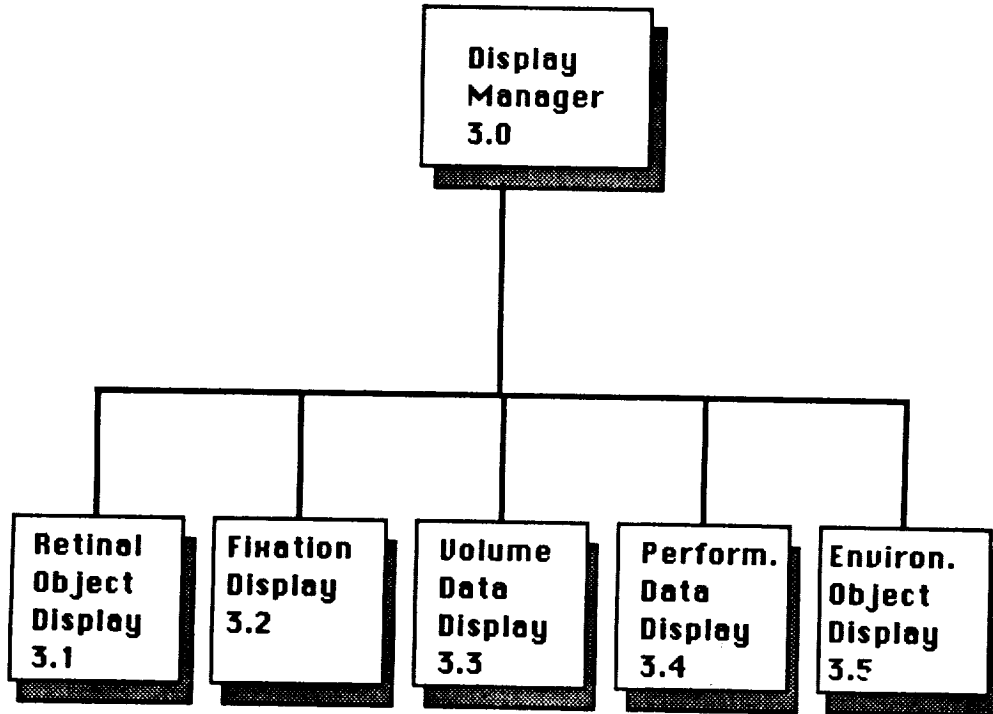 Display
Manager
3.0
Retinal
Object
Display
3.1
Fixation
Display
3.2
Volume
Data
Display
3.3
Perform.
Data
Display
3.4
Environ.
Object
Display
3.5